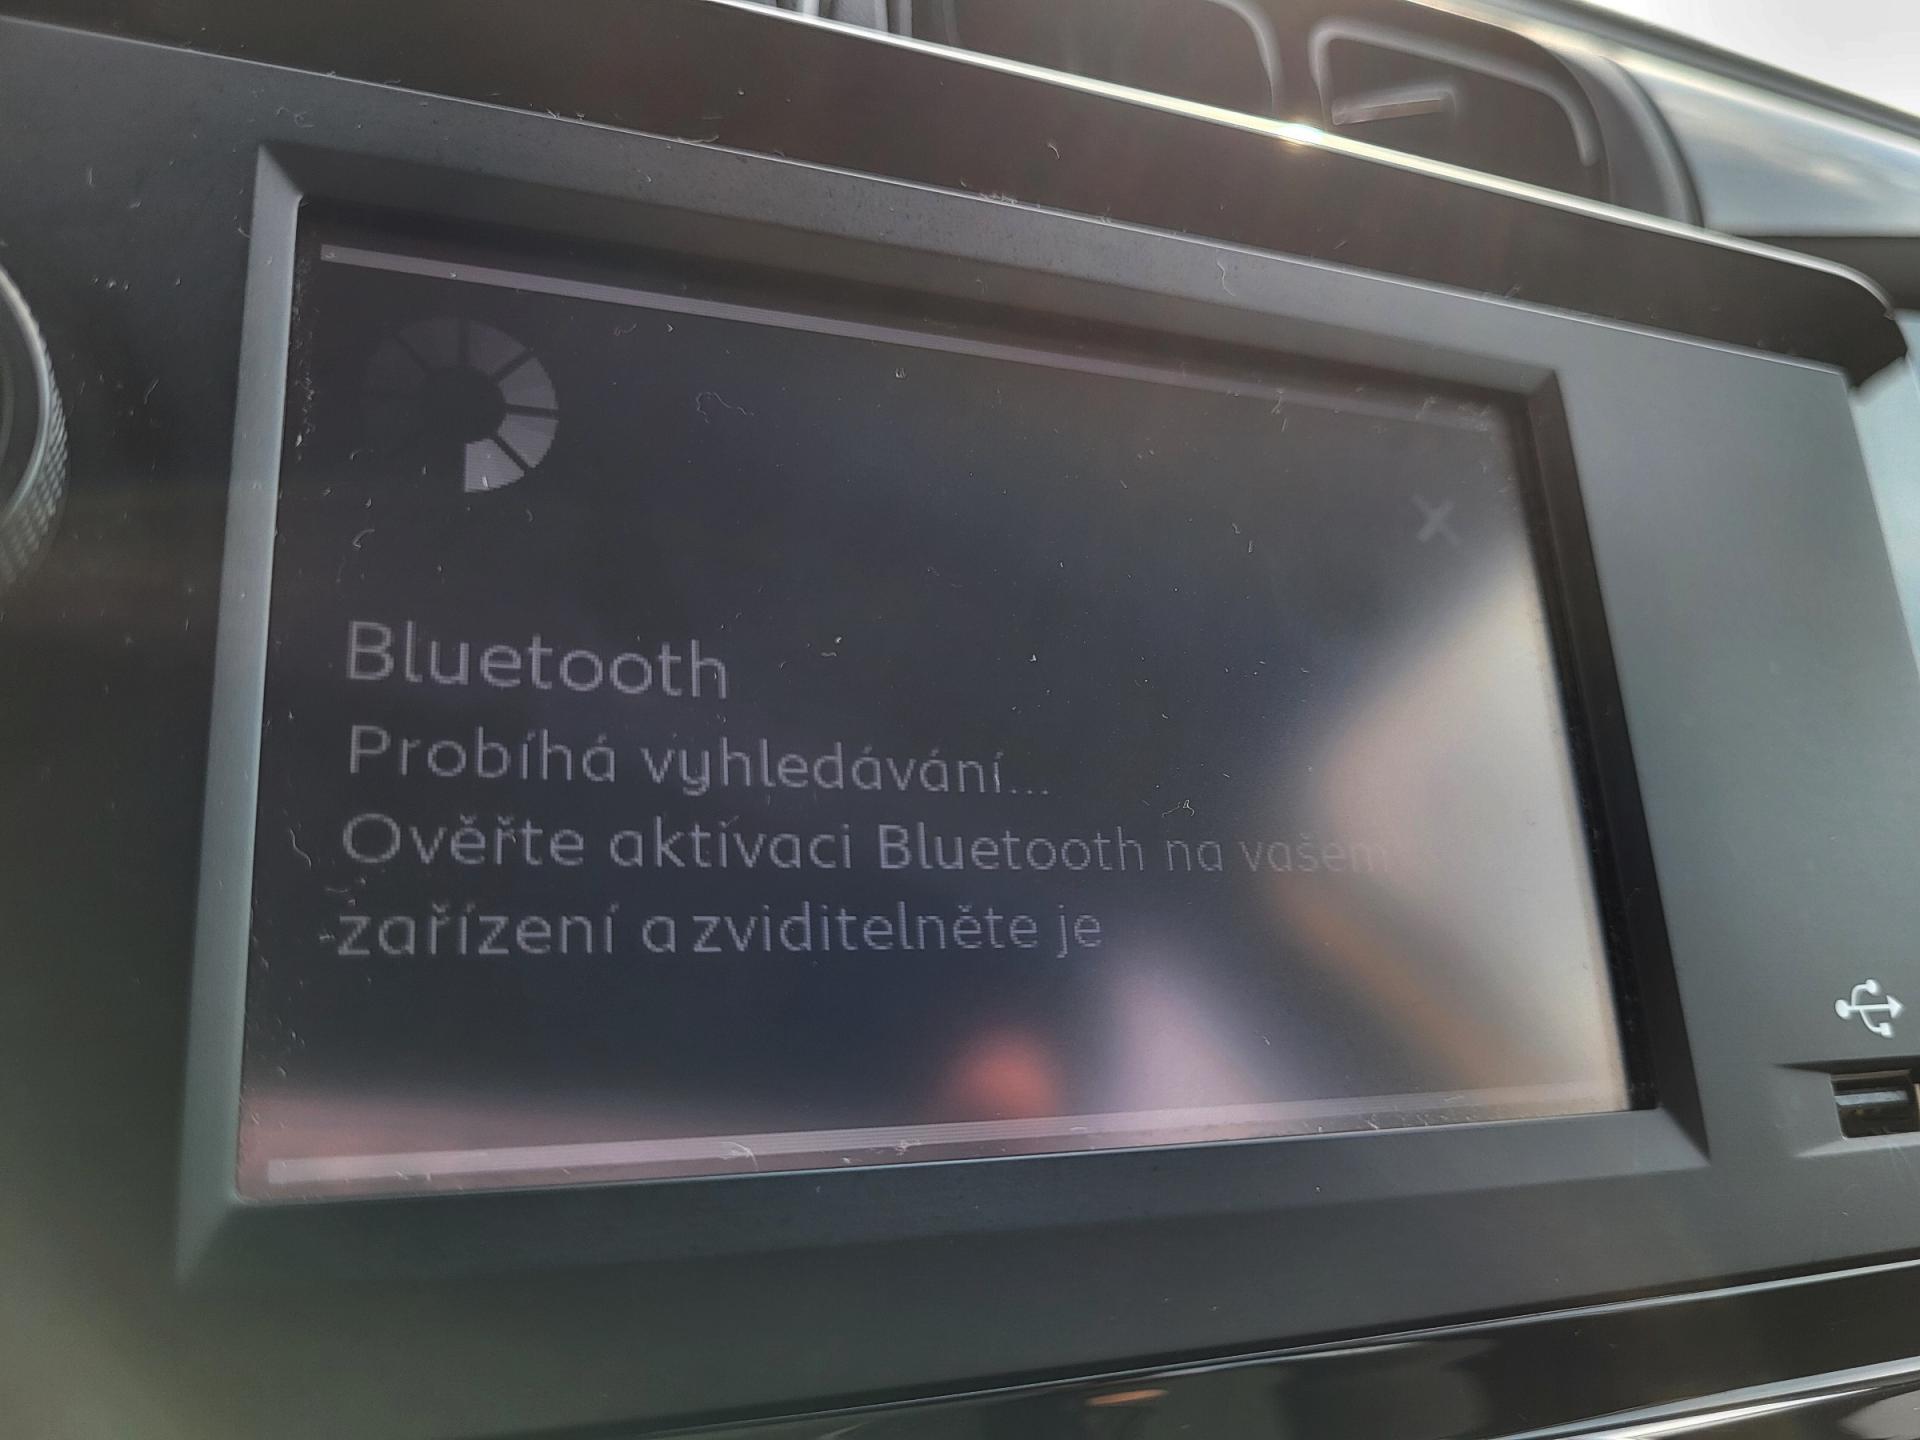 Bluetooth
Probíhá vyhledávání...
Ověřte aktivaci Bluetooth na vašem
zařízení a zviditelněte je